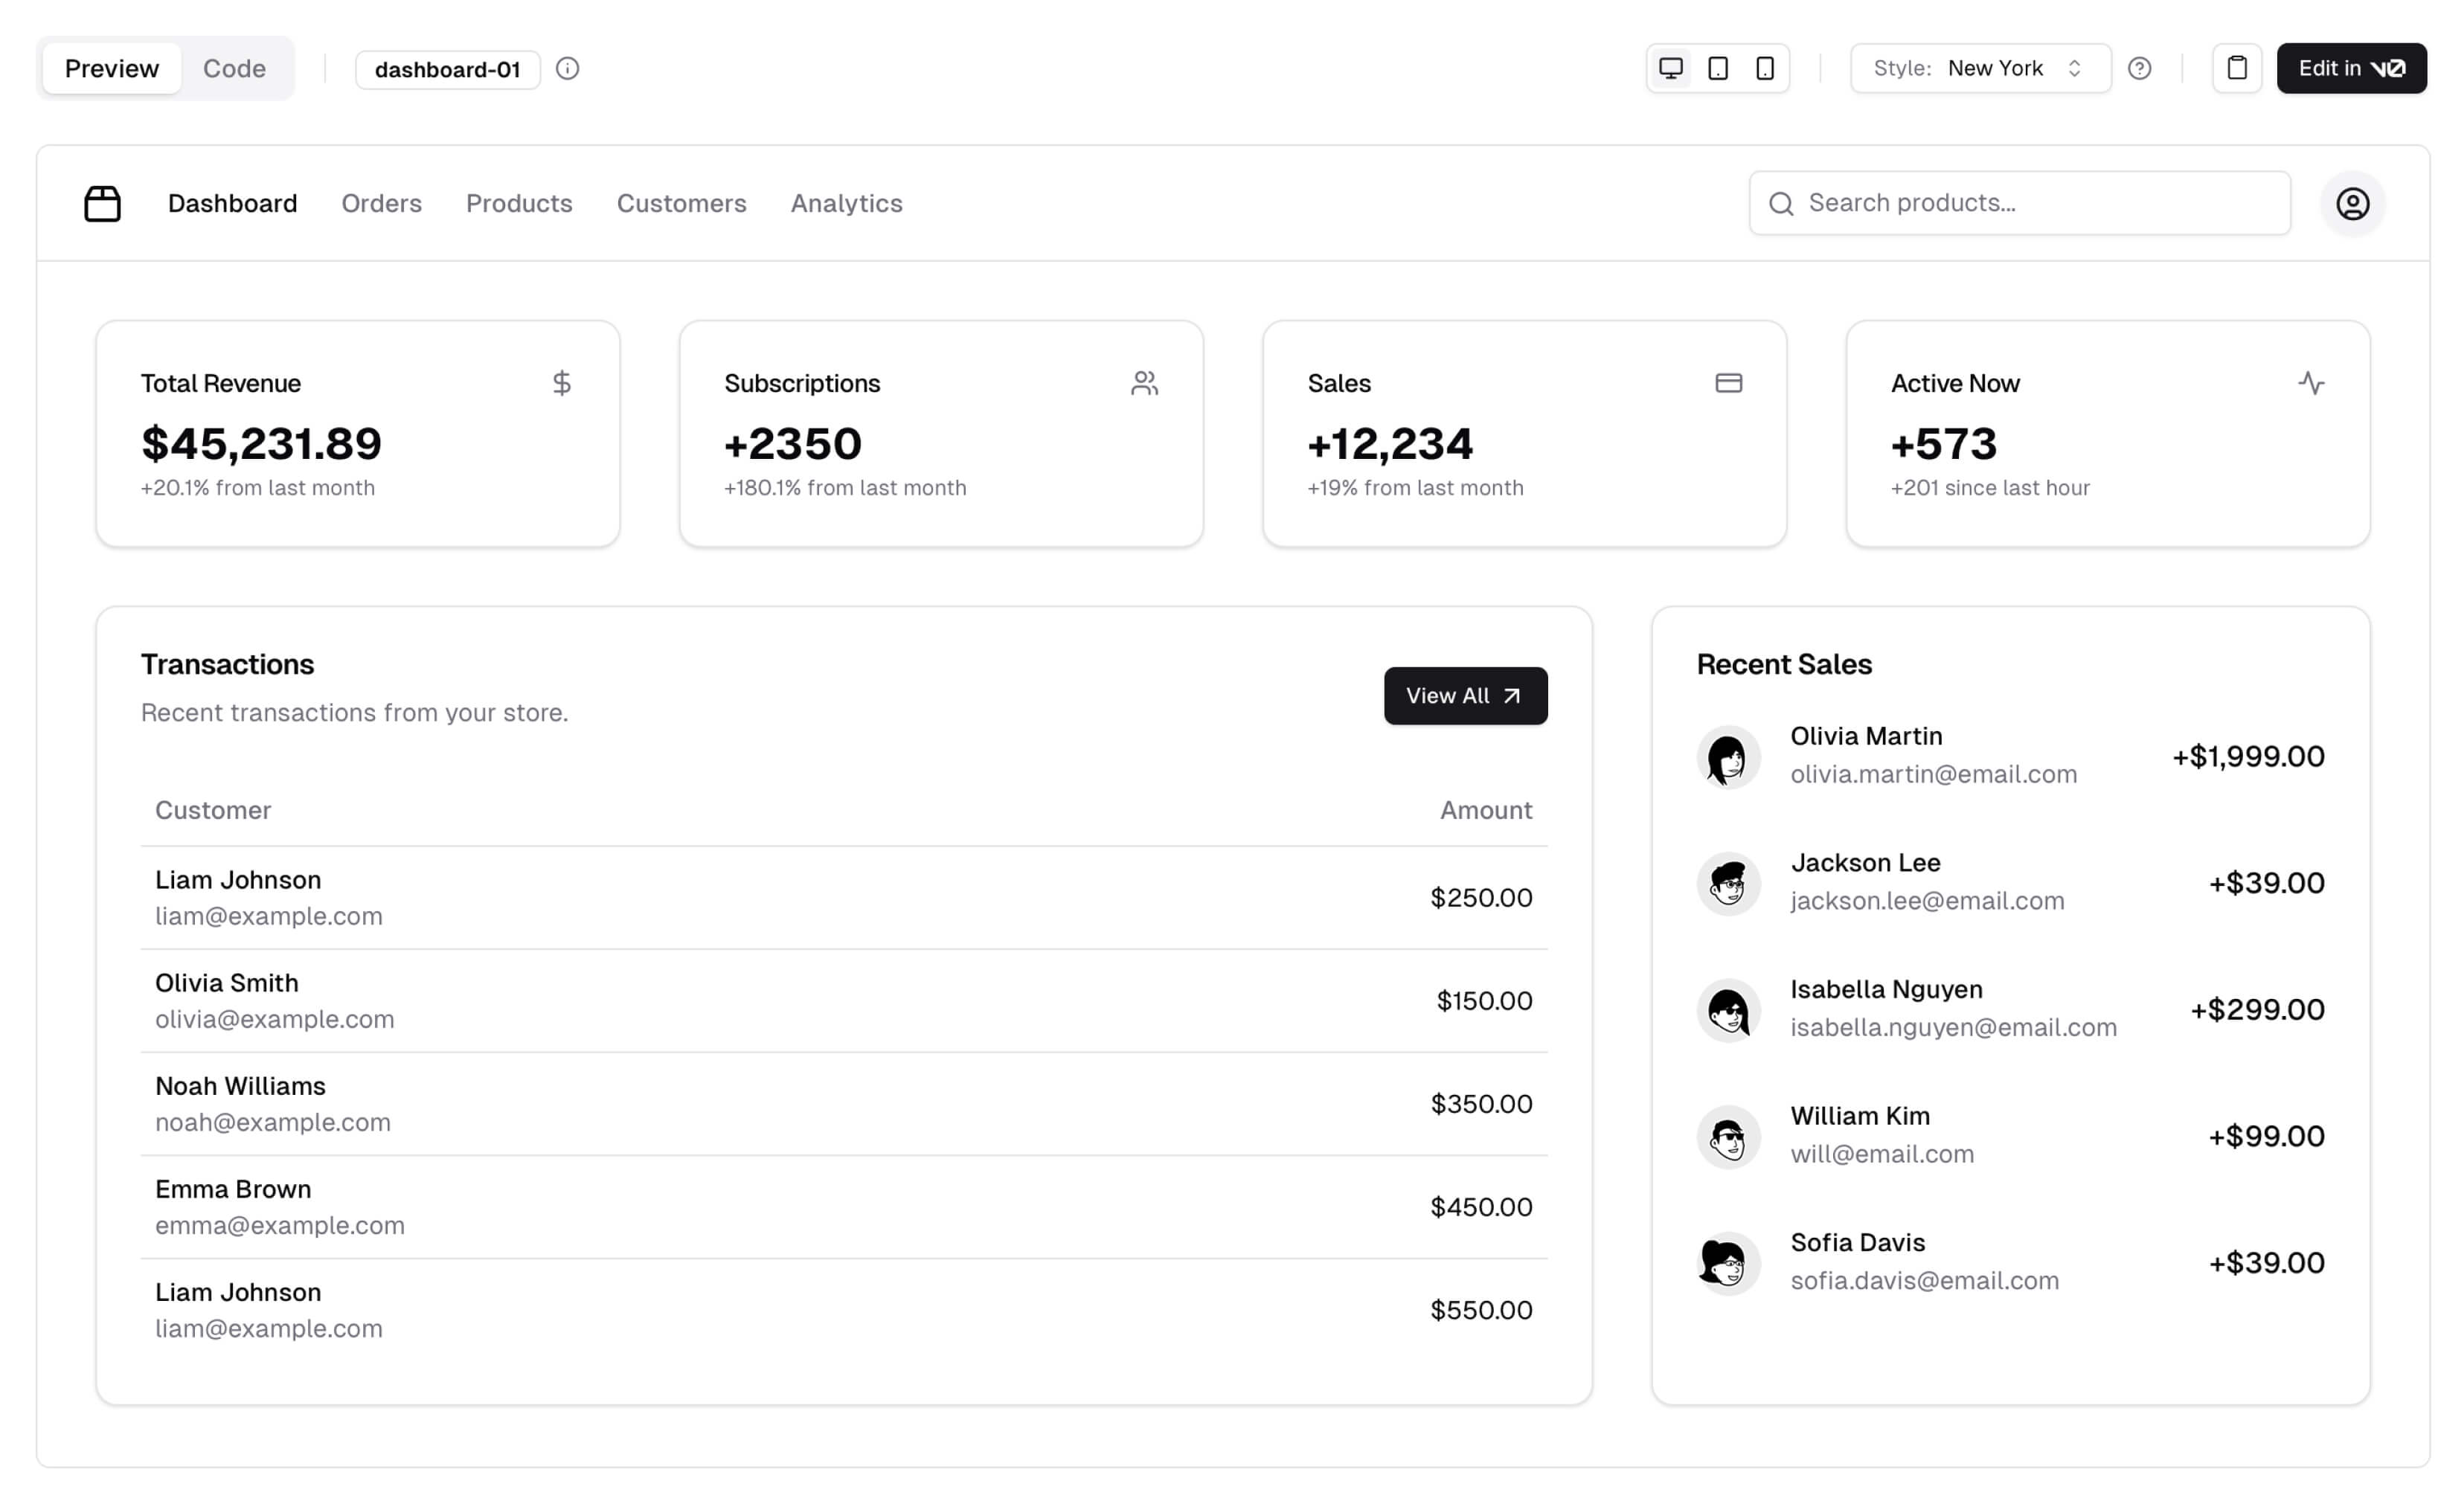 Preview Code dashboard-01 Style: New York Edit in v0
Dashboard Orders Products Customers Analytics Search products...
Total Revenue
$45,231.89
+20.1% from last month
Subscriptions
+2350
+180.1% from last month
Sales
+12,234
+19% from last month
Active Now
+573
+201 since last hour
Transactions
Recent transactions from your store.
View All
Customer Amount
Liam Johnson
liam@example.com
$250.00
Olivia Smith
olivia@example.com
$150.00
Noah Williams
noah@example.com
$350.00
Emma Brown
emma@example.com
$450.00
Liam Johnson
liam@example.com
$550.00
Recent Sales
Olivia Martin
olivia.martin@email.com
+$1,999.00
Jackson Lee
jackson.lee@email.com
+$39.00
Isabella Nguyen
isabella.nguyen@email.com
+$299.00
William Kim
will@email.com
+$99.00
Sofia Davis
sofia.davis@email.com
+$39.00